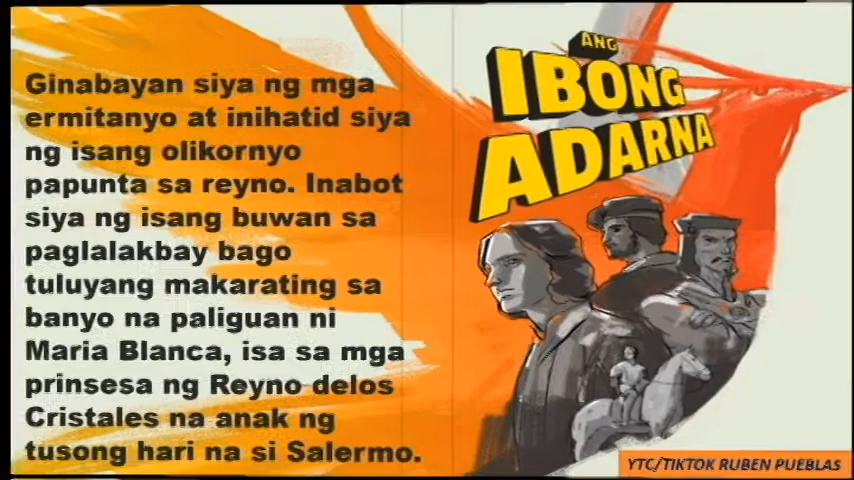 Ginabayan siya ng mga
ermitanyo at inihatid siya
ng isang olikornyo
papunta sa reyno. Inabot
siya ng isang buwan sa
paglalakbay bago
tuluyang makarating sa
banyo na paliguan ni
Maria Blanca, isa sa mga
prinsesa ng Reyno delos
Cristales na anak ng
tusong hari na si Salermo.
ANG
IBONG
ADARNA
YTC/TIKTOK RUBEN PUEBLAS